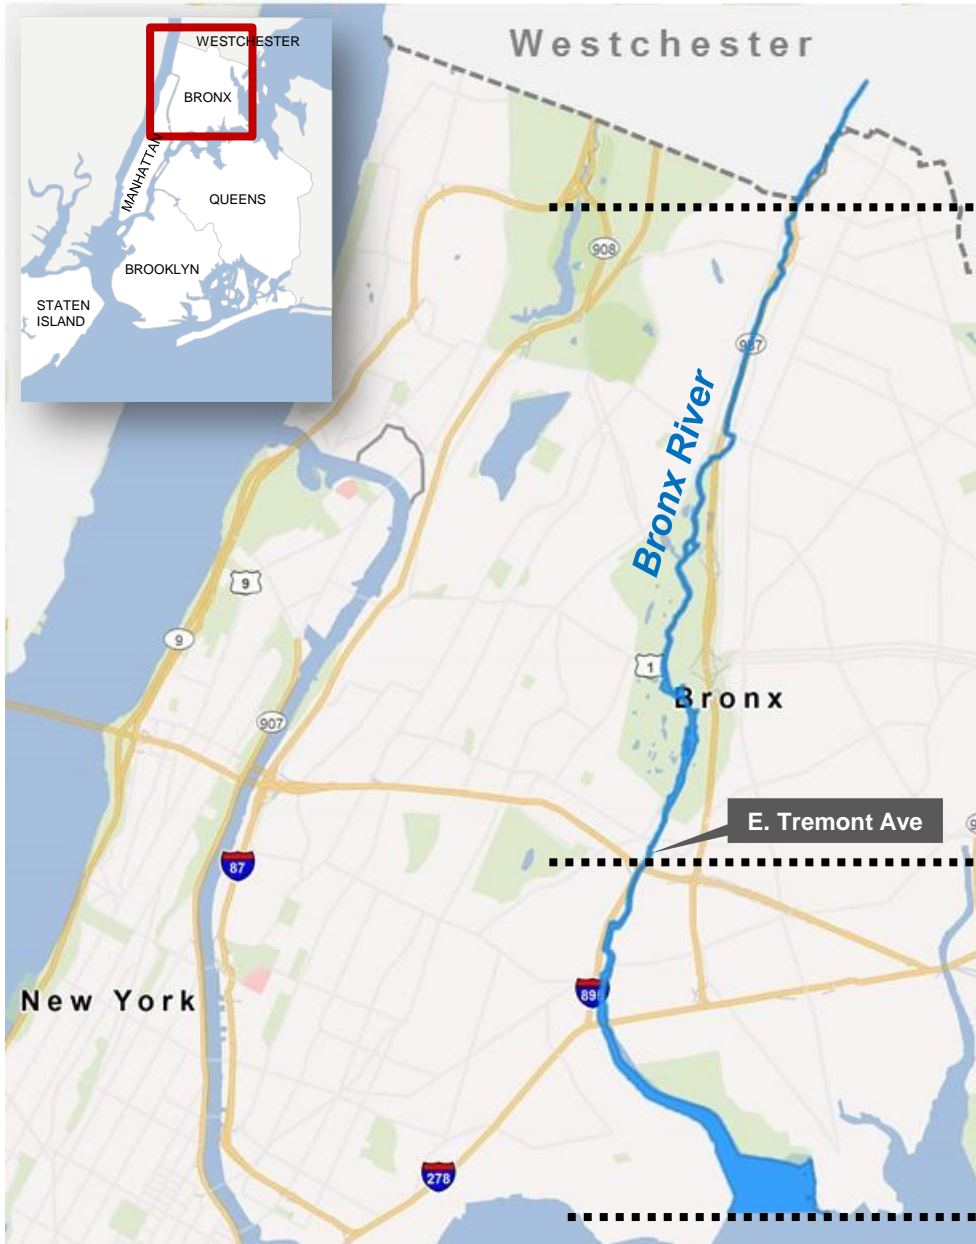 WESTCHESTER
BRONX
MANHATTAN
QUEENS
BROOKLYN
STATEN
ISLAND
Westchester
908
987
Bronx River
9
9
1
Bronx
907
E. Tremont Ave
87
New York
895
278